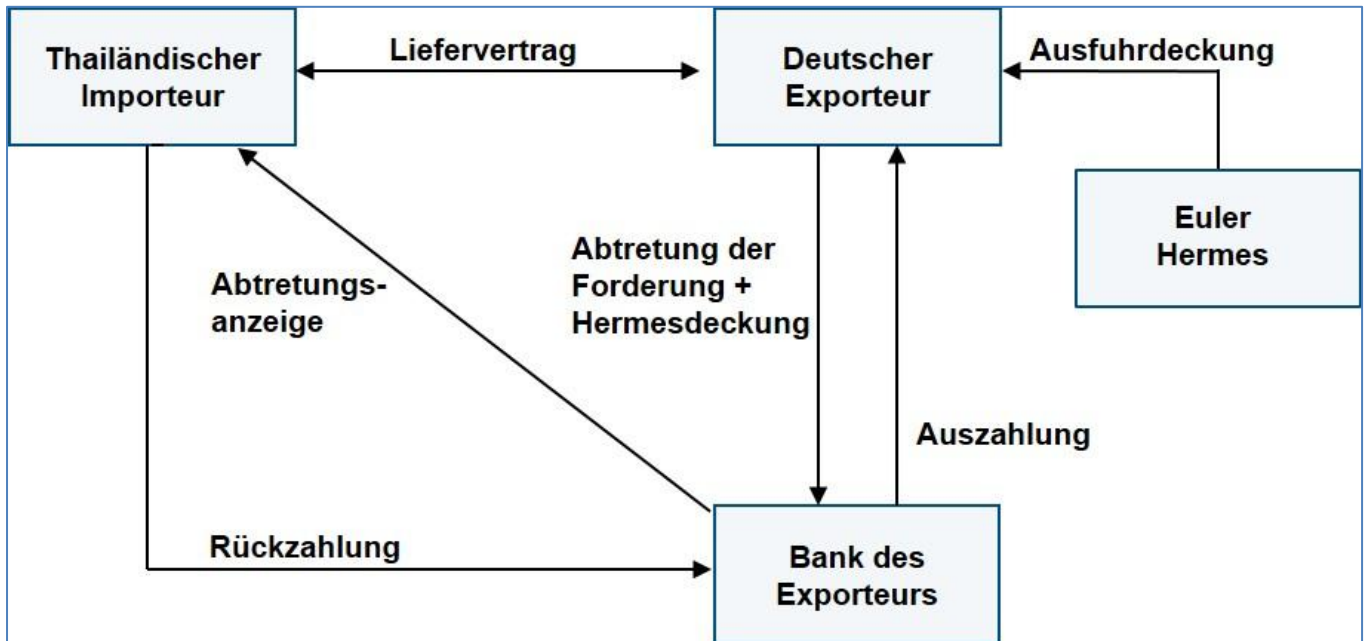 Thailändischer
Importeur
Liefervertrag
Deutscher
Exporteur
Ausfuhrdeckung
Euler
Hermes
Abtretungs-
anzeige
Abtretung der
Forderung +
Hermesdeckung
Auszahlung
Rückzahlung
Bank des
Exporteurs